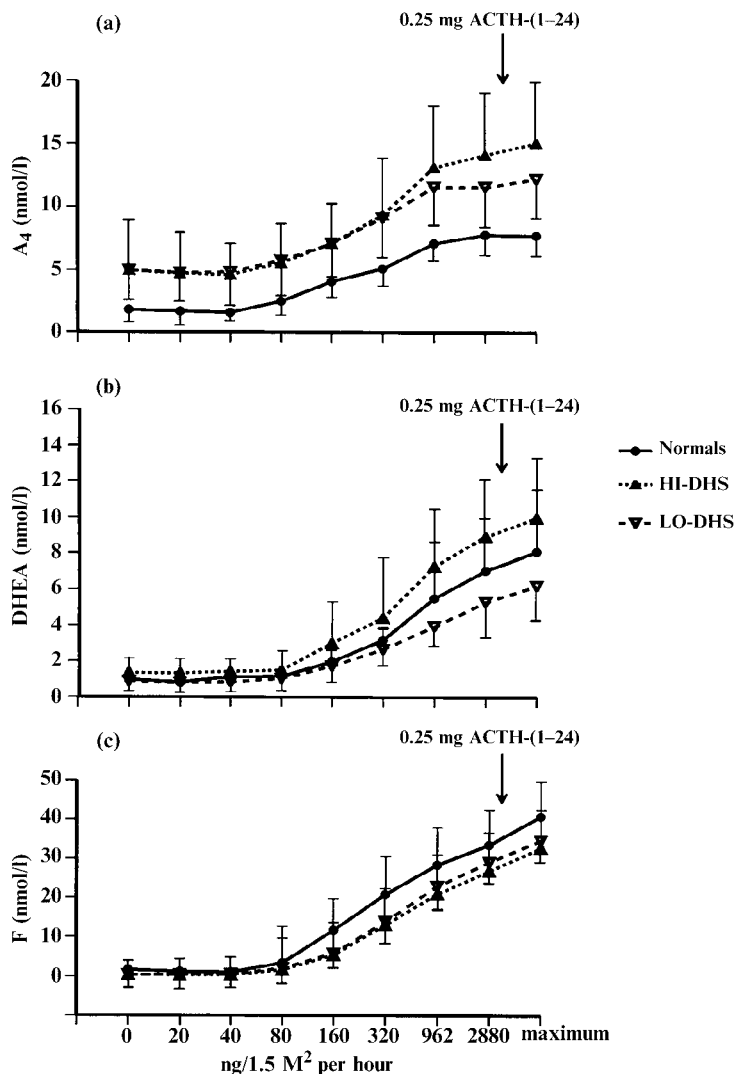 (a)
0.25 mg ACTH-(1–24)
20
15
10
5
0
A4 (nmol/l)
(b)
0.25 mg ACTH-(1–24)
16
14
12
10
8
6
4
2
0
DHEA (nmol/l)
Normals
HI-DHS
LO-DHS
(c)
0.25 mg ACTH-(1–24)
50
40
30
20
10
0
F (nmol/l)
0 20 40 80 160 320 962 2880 maximum
ng/1.5 M² per hour